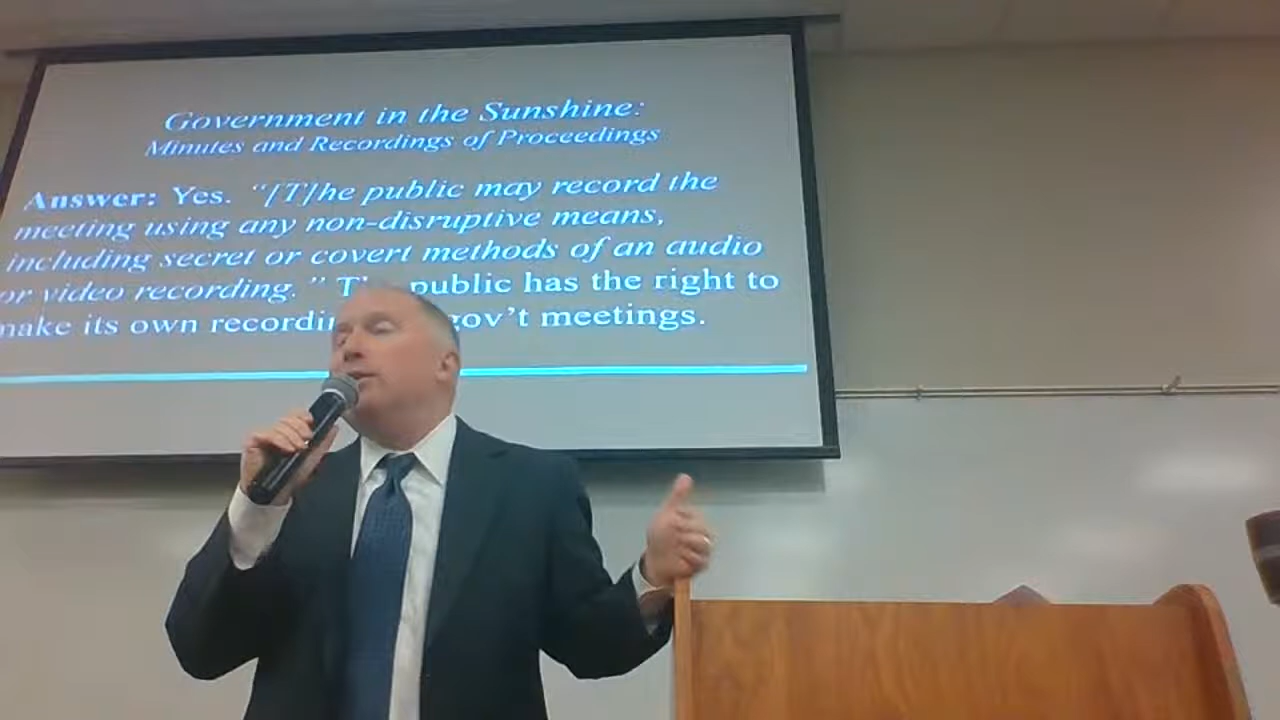 Government in the Sunshine:
Minutes and Recordings of Proceedings
Answer: Yes. “[T]he public may record the
meeting using any non-disruptive means,
including secret or covert methods of an audio
or video recording.” public has the right to
make its own gov’t meetings.